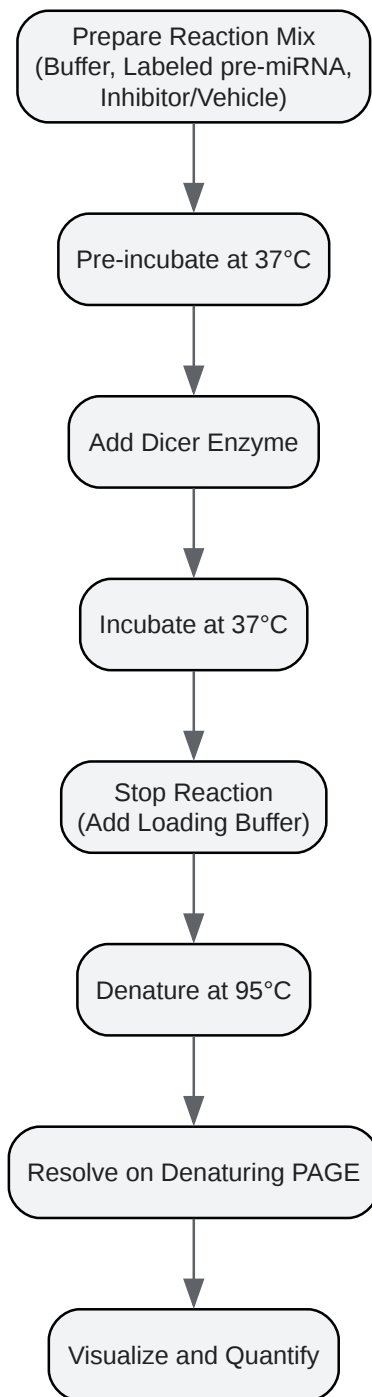 Prepare Reaction Mix
(Buffer, Labeled pre-miRNA,
Inhibitor/Vehicle)
Pre-incubate at 37°C
Add Dicer Enzyme
Incubate at 37°C
Stop Reaction
(Add Loading Buffer)
Denature at 95°C
Resolve on Denaturing PAGE
Visualize and Quantify